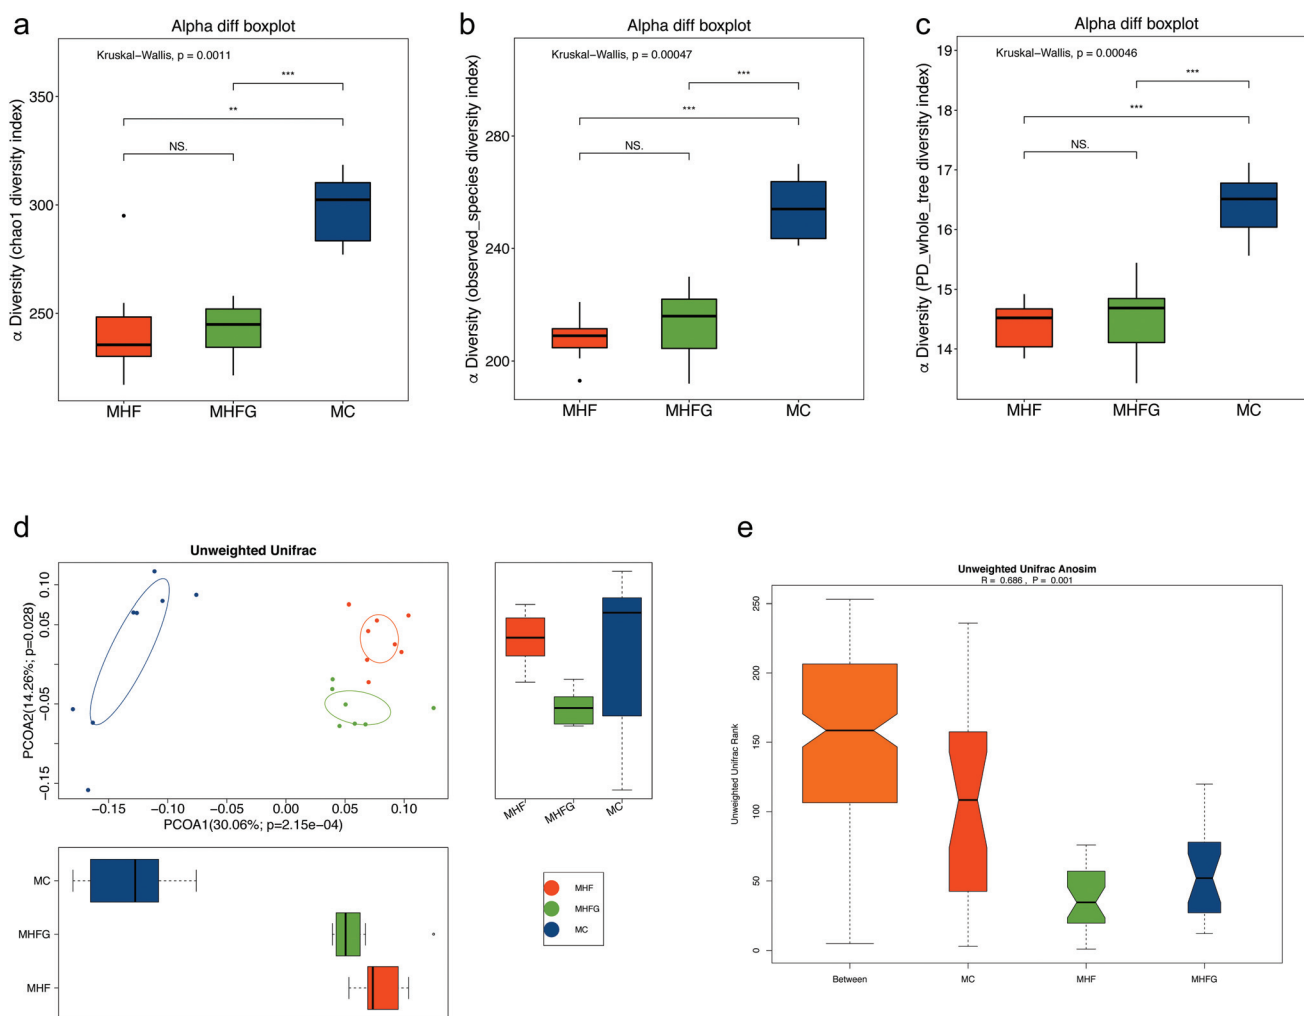 a
Alpha diff boxplot
Kruskal−Wallis, p = 0.0011
***
**
NS.
α Diversity (chao1 diversity index)
350
300
250
MHF
MHFG
MC
b
Alpha diff boxplot
Kruskal−Wallis, p = 0.00047
***
***
NS.
α Diversity (observed_species diversity index)
280
240
200
MHF
MHFG
MC
c
Alpha diff boxplot
Kruskal−Wallis, p = 0.00046
***
***
NS.
α Diversity (PD_whole_tree diversity index)
19
18
17
16
15
14
MHF
MHFG
MC
d
Unweighted Unifrac
PCOA2(14.26%; p=0.028)
0.10
0.05
−0.05
−0.15
−0.15
−0.10
−0.05
0.00
0.05
0.10
PCOA1(30.06%; p=2.15e−04)
MHF
MHFG
MC
MC
MHFG
MHF
MHF
MHFG
MC
e
Unweighted Unifrac Anosim
R = 0.686 , P = 0.001
Unweighted Unifrac Rank
250
200
150
100
50
0
Between
MC
MHF
MHFG